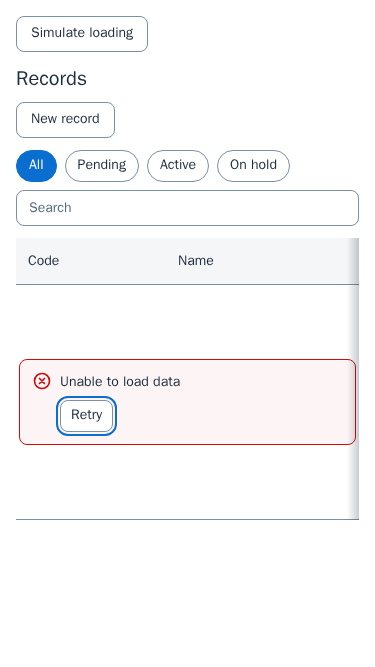 Simulate loading
Records
New record
All Pending Active On hold
Search
Code Name
Unable to load data
Retry